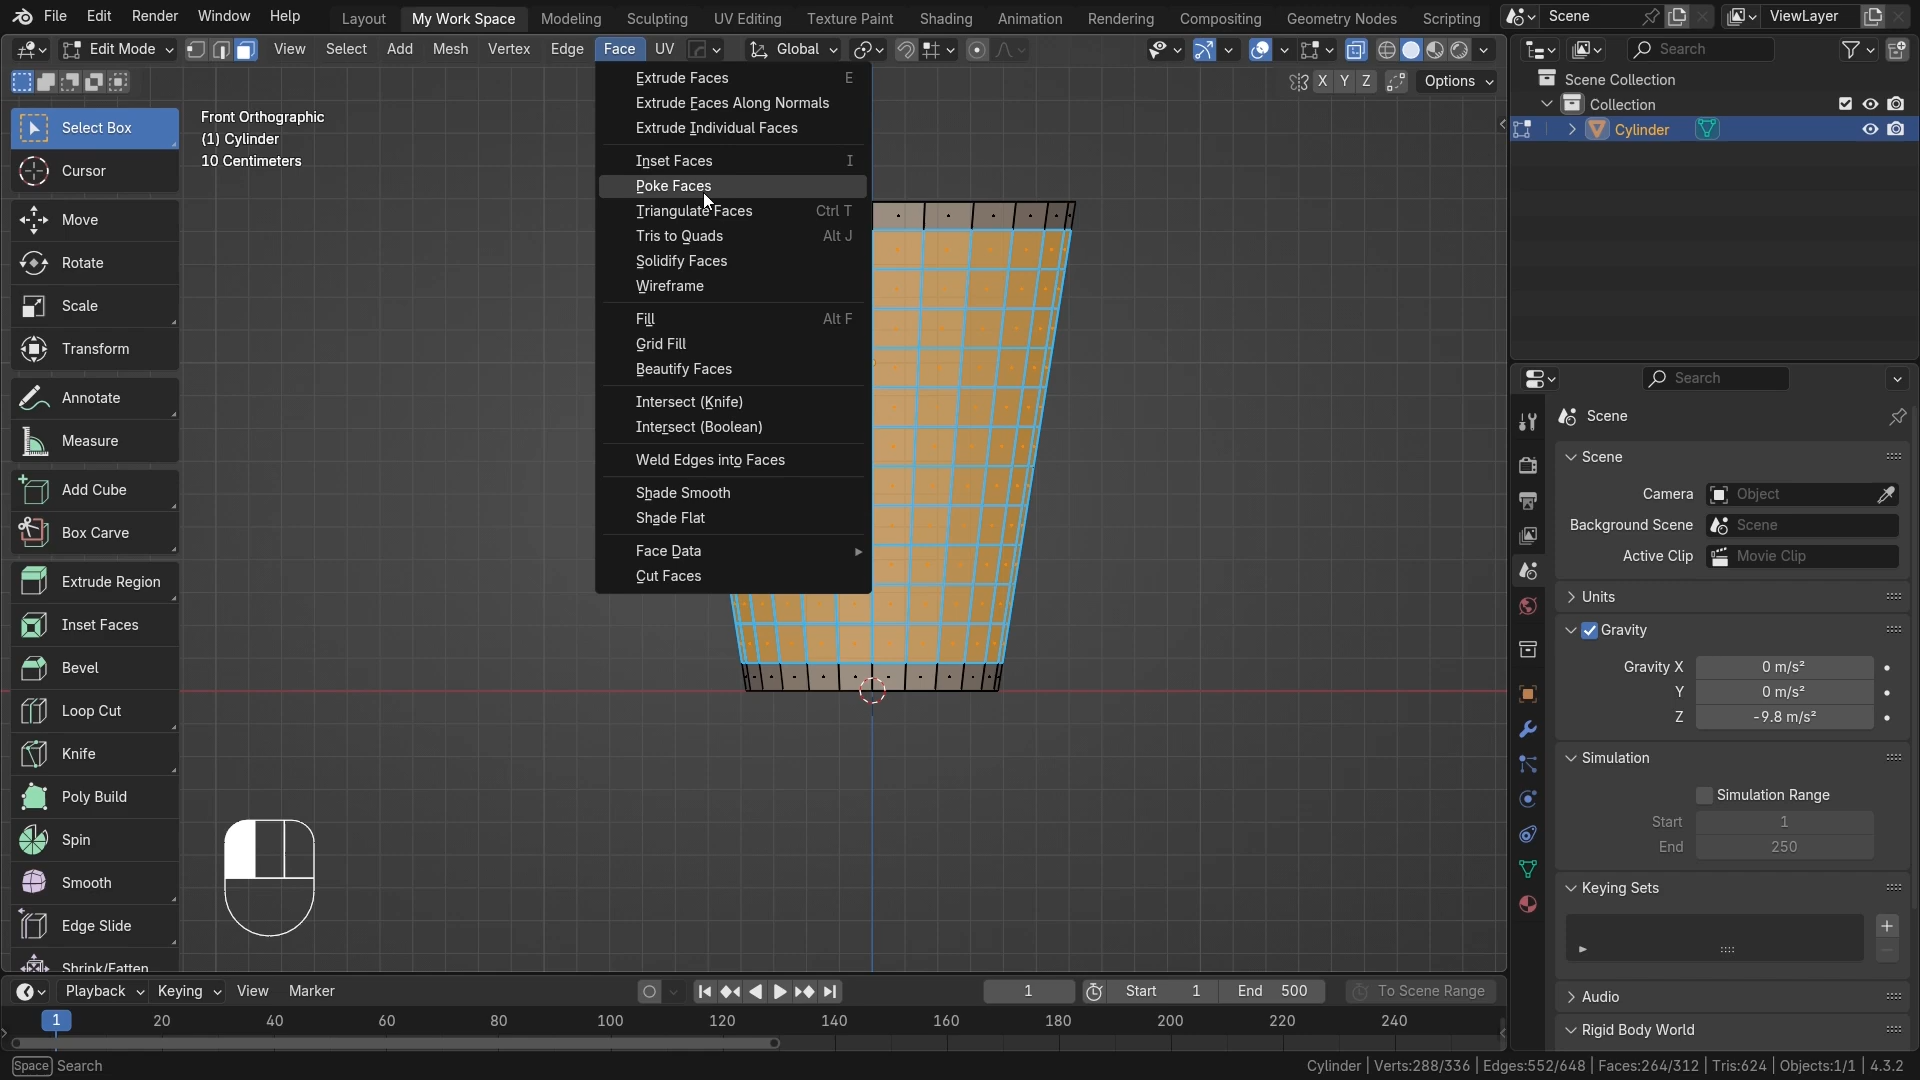 File Edit Render Window Help Layout My Work Space Modeling Sculpting UV Editing Texture Paint Shading Animation Rendering Compositing Geometry Nodes Scripting Scene ViewLayer
Edit Mode View Select Add Mesh Vertex Edge Face UV Global Search
X Y Z Options
Front Orthographic
(1) Cylinder
10 Centimeters
Select Box
Cursor
Move
Rotate
Scale
Transform
Annotate
Measure
Add Cube
Box Carve
Extrude Region
Inset Faces
Bevel
Loop Cut
Knife
Poly Build
Spin
Smooth
Edge Slide
Shrink/Fatten
Extrude Faces E
Extrude Faces Along Normals
Extrude Individual Faces
Inset Faces I
Poke Faces
Triangulate Faces Ctrl T
Tris to Quads Alt J
Solidify Faces
Wireframe
Fill Alt F
Grid Fill
Beautify Faces
Intersect (Knife)
Intersect (Boolean)
Weld Edges into Faces
Shade Smooth
Shade Flat
Face Data
Cut Faces
Scene Collection
Collection
Cylinder
Search
Scene
Scene
Camera Object
Background Scene Scene
Active Clip Movie Clip
Units
Gravity
Gravity X 0 m/s²
Y 0 m/s²
Z -9.8 m/s²
Simulation
Simulation Range
Start 1
End 250
Keying Sets
Audio
Rigid Body World
Playback Keying View Marker 1 Start 1 End 500 To Scene Range
1 20 40 60 80 100 120 140 160 180 200 220 240
Space Search Cylinder | Verts:288/336 | Edges:552/648 | Faces:264/312 | Tris:624 | Objects:1/1 | 4.3.2